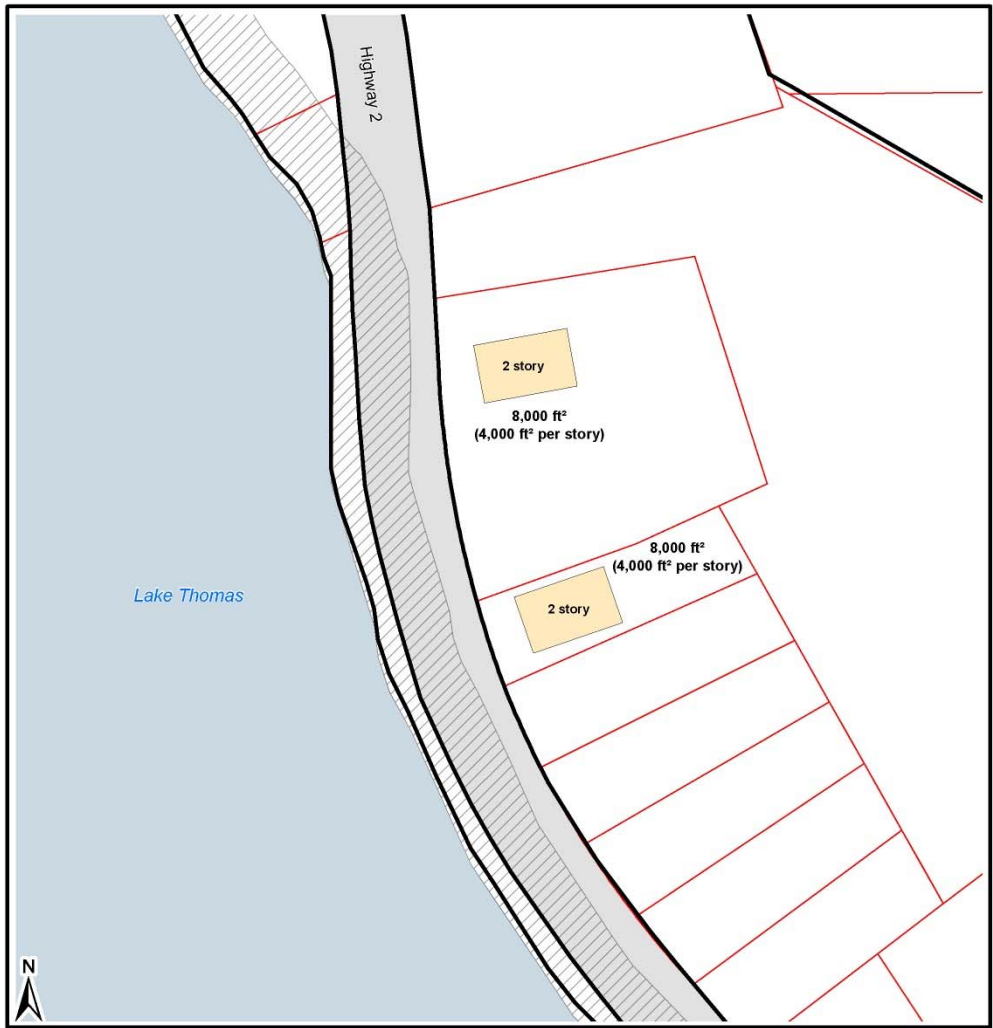 Highway 2
2 story
8,000 ft²
(4,000 ft² per story)
8,000 ft²
(4,000 ft² per story)
2 story
Lake Thomas
N